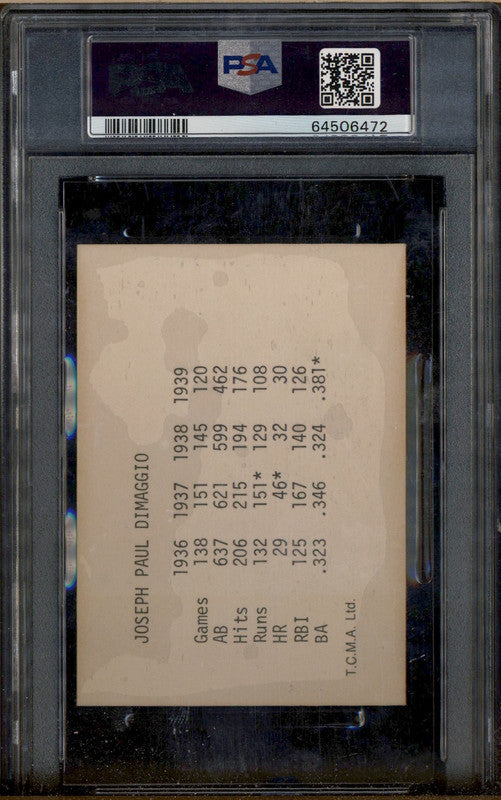 PSA
PSA
64506472
JOSEPH PAUL DIMAGGIO
1936 1937 1938 1939
Games 138 151 145 120
AB 637 621 599 462
Hits 206 215 194 176
Runs 132 151* 129 108
HR 29 46* 32 30
RBI 125 167 140 126
BA .323 .346 .324 .381*
T.C.M.A. Ltd.